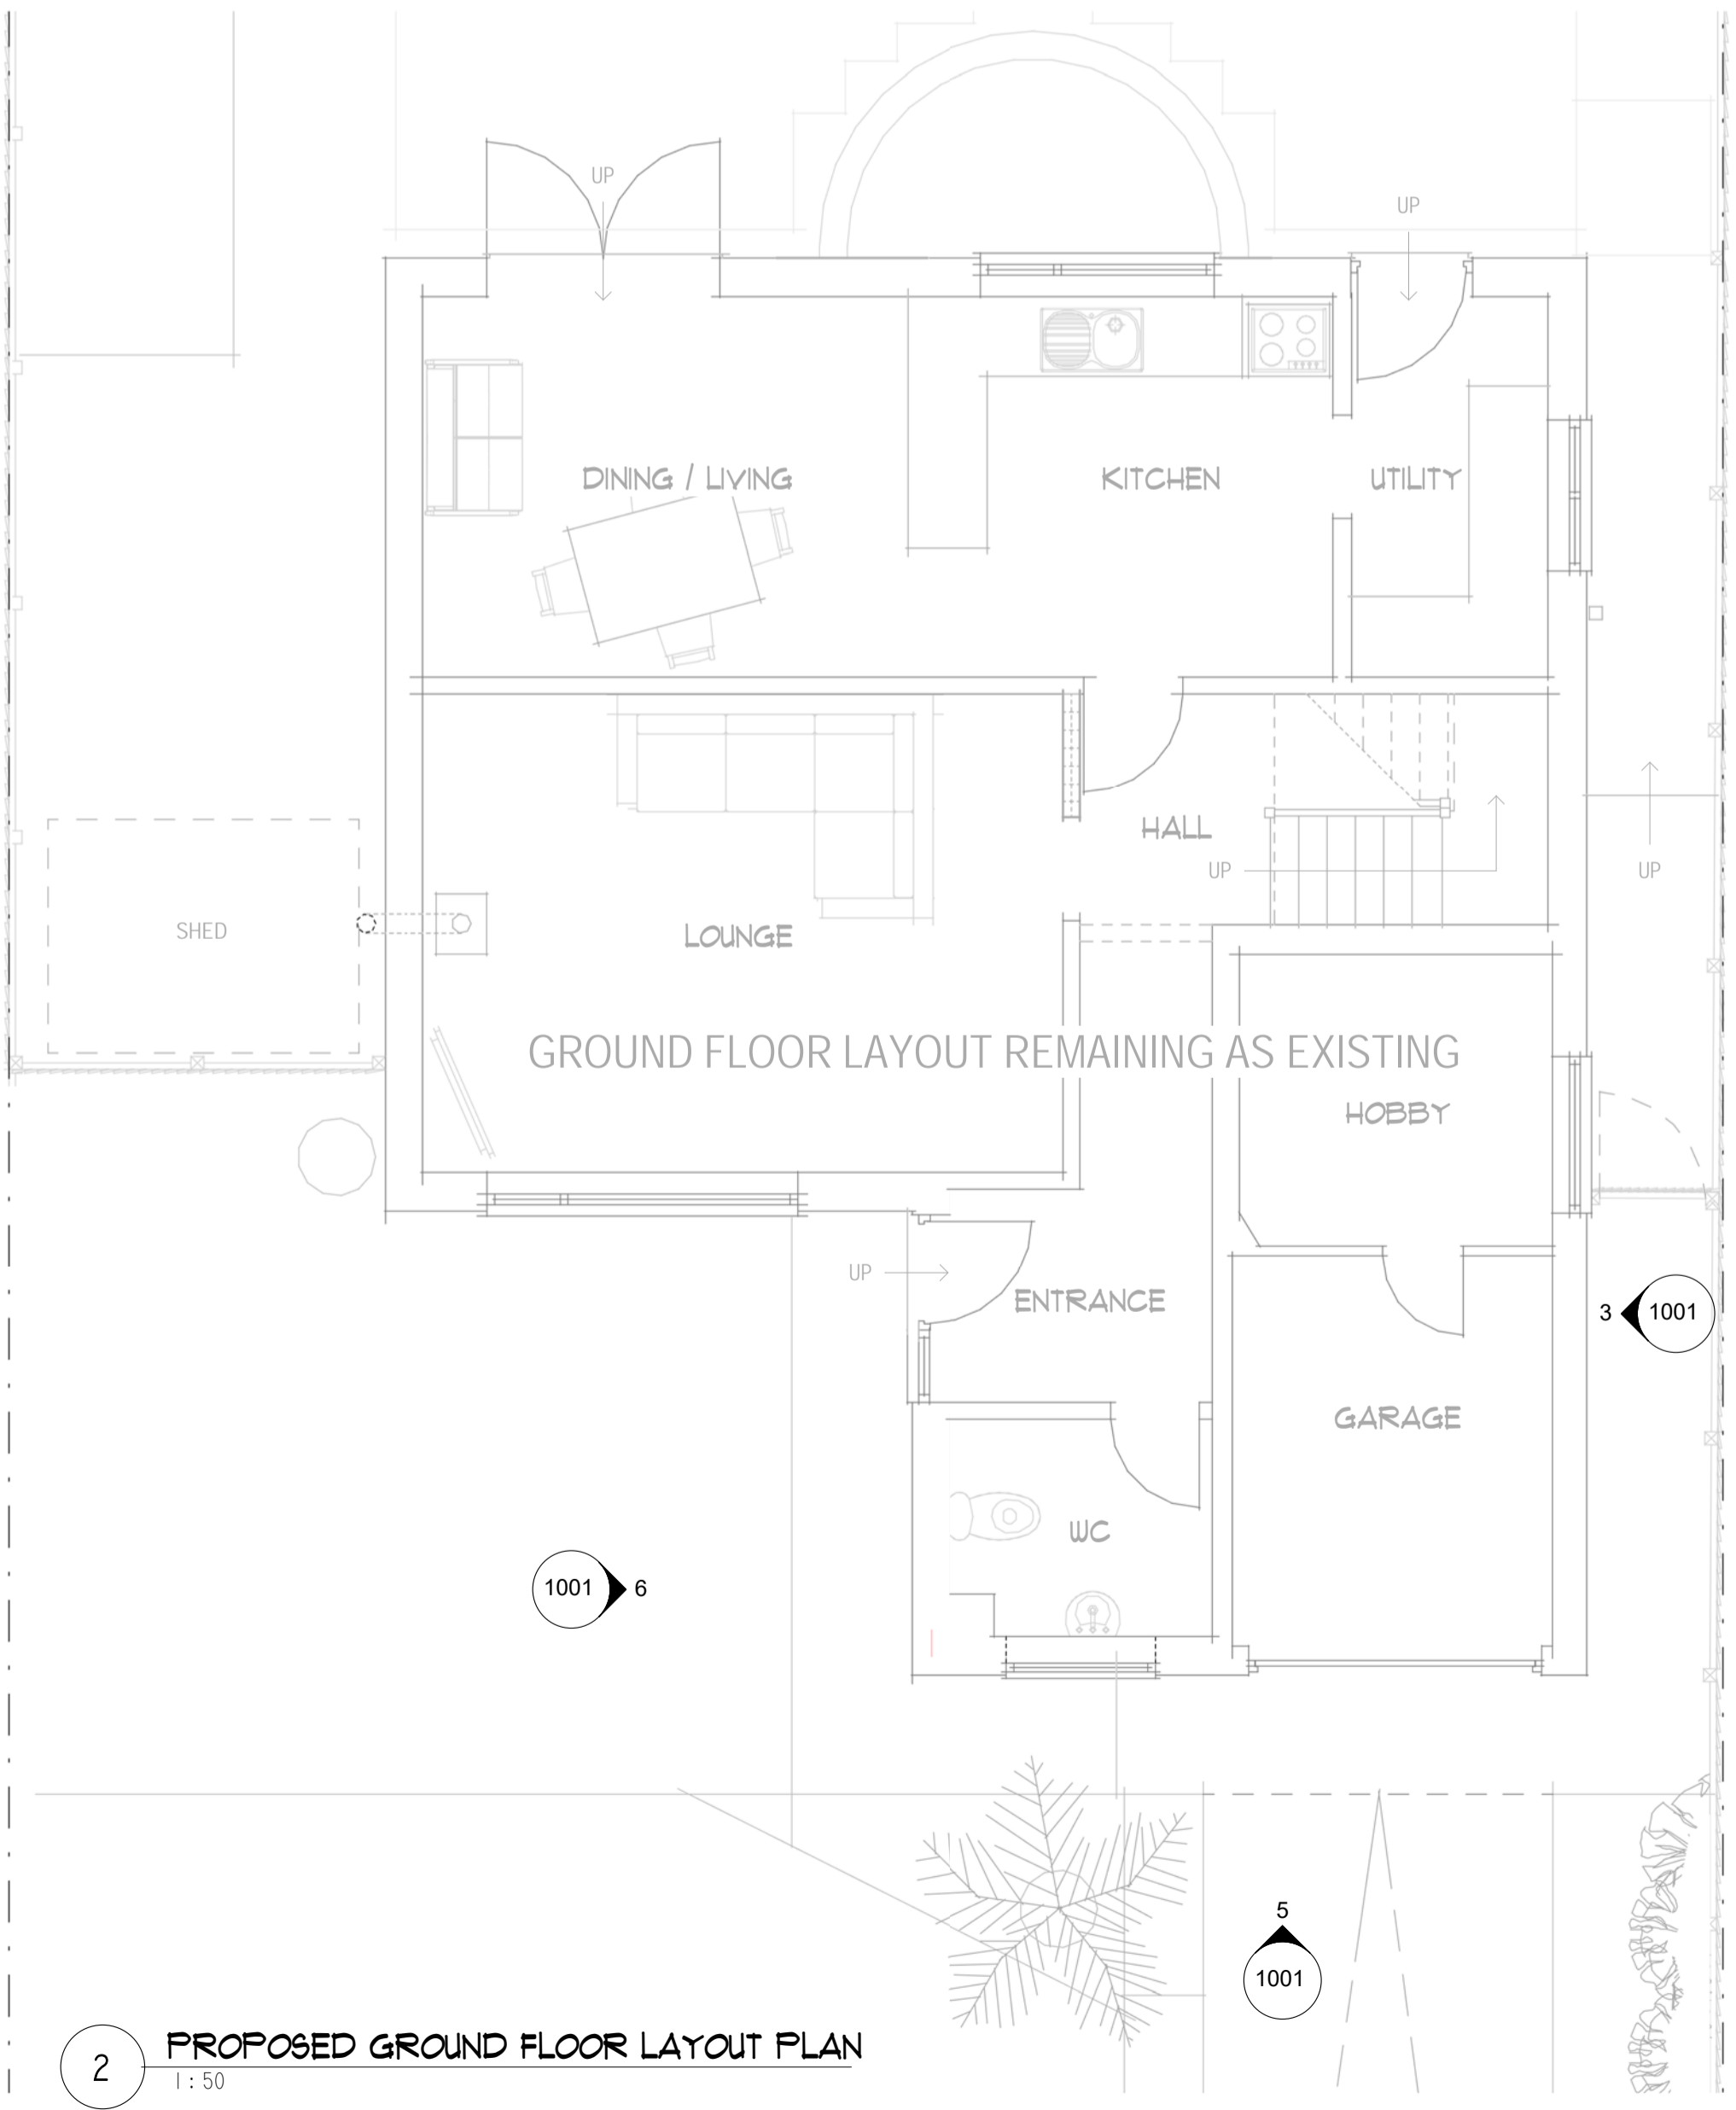 UP
UP
DINING / LIVING
KITCHEN
UTILITY
HALL
UP
UP
SHED
LOUNGE
GROUND FLOOR LAYOUT REMAINING AS EXISTING
HOBBY
UP
ENTRANCE
3
1001
GARAGE
WC
1001
6
5
1001
2
PROPOSED GROUND FLOOR LAYOUT PLAN
1 : 50